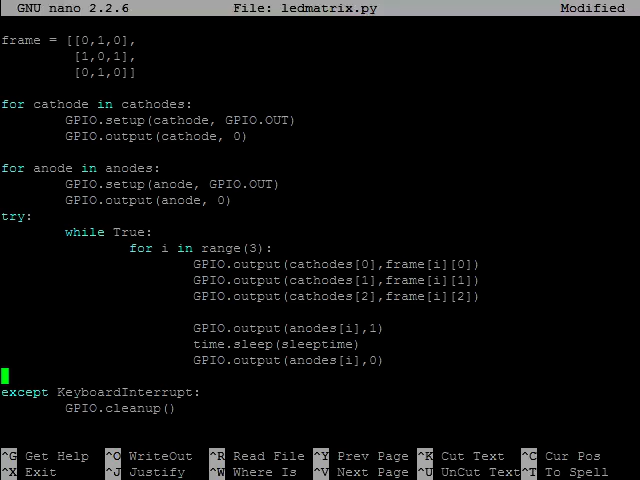 GNU nano 2.2.6 File: ledmatrix.py Modified
frame = [[0,1,0],
[1,0,1],
[0,1,0]]
for cathode in cathodes:
GPIO.setup(cathode, GPIO.OUT)
GPIO.output(cathode, 0)
for anode in anodes:
GPIO.setup(anode, GPIO.OUT)
GPIO.output(anode, 0)
try:
while True:
for i in range(3):
GPIO.output(cathodes[0],frame[i][0])
GPIO.output(cathodes[1],frame[i][1])
GPIO.output(cathodes[2],frame[i][2])
GPIO.output(anodes[i],1)
time.sleep(sleeptime)
GPIO.output(anodes[i],0)
except KeyboardInterrupt:
GPIO.cleanup()
^G Get Help ^O WriteOut ^R Read File ^Y Prev Page ^K Cut Text ^C Cur Pos
^X Exit ^J Justify ^W Where Is ^V Next Page ^U UnCut Text ^T To Spell